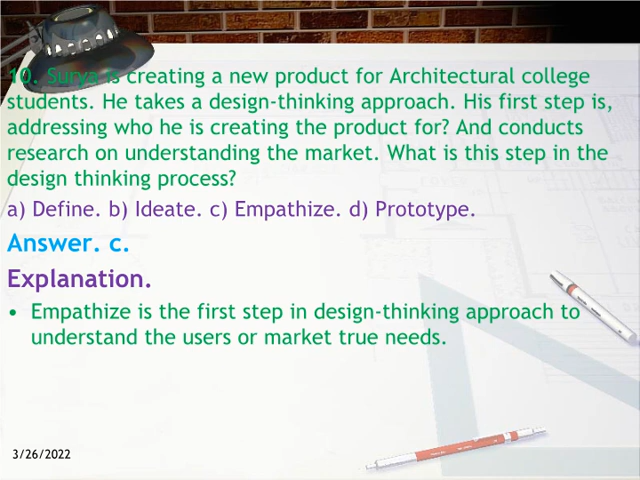 10. Surya is creating a new product for Architectural college
students. He takes a design-thinking approach. His first step is,
addressing who he is creating the product for? And conducts
research on understanding the market. What is this step in the
design thinking process?
a) Define. b) Ideate. c) Empathize. d) Prototype.
Answer. c.
Explanation.
• Empathize is the first step in design-thinking approach to
understand the users or market true needs.
3/26/2022